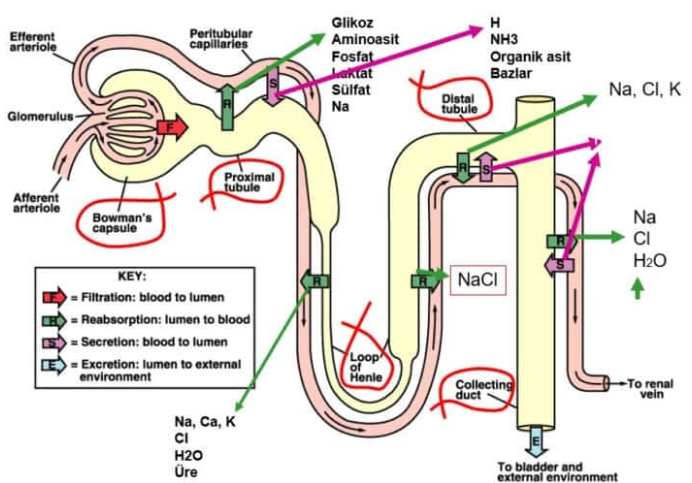 Efferent
arteriole
Peritubular
capillaries
Glikoz
Aminoasit
Fosfat
Laktat
Sülfat
Na
H
NH3
Organik asit
Bazlar
Distal
tubule
Na, Cl, K
Glomerulus
F
R
S
Afferent
arteriole
Bowman's
capsule
Proximal
tubule
R
S
Na
Cl
H2O
R
S
R
R
NaCl
KEY:
F = Filtration: blood to lumen
R = Reabsorption: lumen to blood
S = Secretion: blood to lumen
E = Excretion: lumen to external
environment
Loop
of
Henle
Collecting
duct
To renal
vein
Na, Ca, K
Cl
H2O
Üre
E
To bladder and
external environment